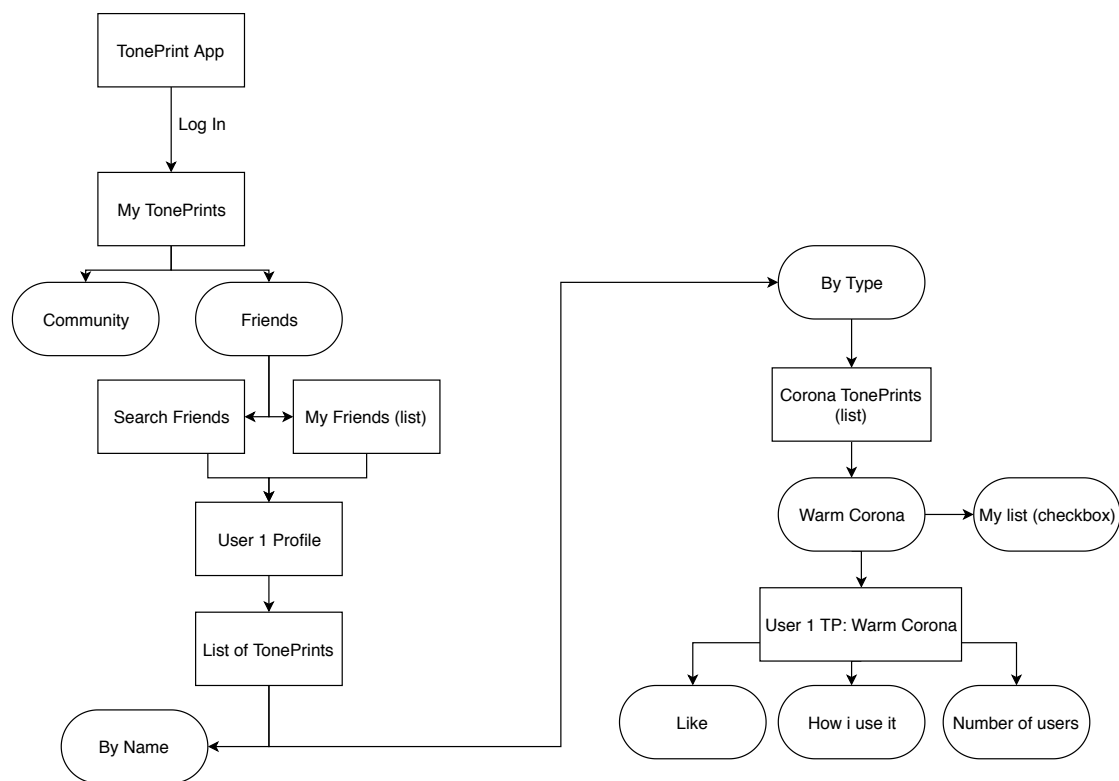 TonePrint App
Log In
My TonePrints
Community
Friends
Search Friends
My Friends (list)
User 1 Profile
List of TonePrints
By Name
By Type
Corona TonePrints
(list)
Warm Corona
My list (checkbox)
User 1 TP: Warm Corona
Like
How i use it
Number of users